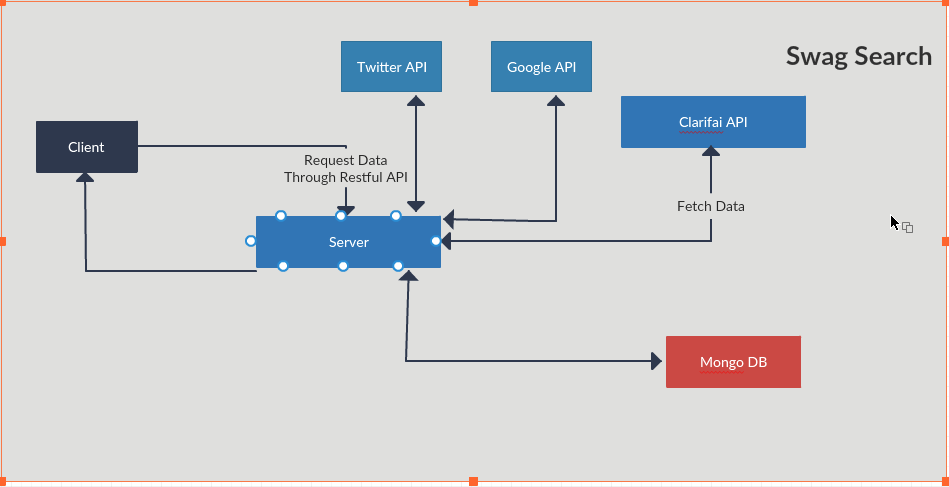 Swag Search
Twitter API
Google API
Clarifai API
Client
Request Data
Through Restful API
Fetch Data
Server
Mongo DB